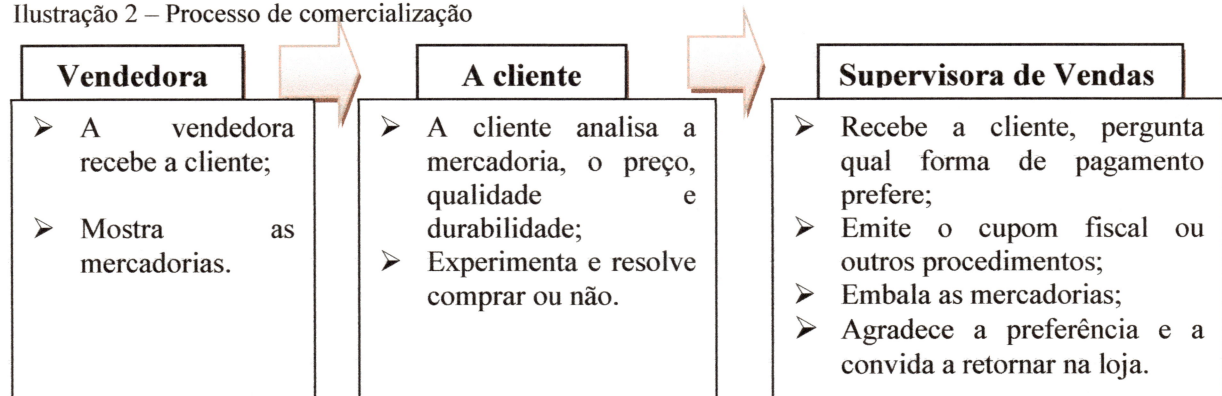 Ilustração 2 – Processo de comercialização
Vendedora
➢ A vendedora
recebe a cliente;
➢ Mostra as
mercadorias.
A cliente
➢ A cliente analisa a
mercadoria, o preço,
qualidade e
durabilidade;
➢ Experimenta e resolve
comprar ou não.
Supervisora de Vendas
➢ Recebe a cliente, pergunta
qual forma de pagamento
prefere;
➢ Emite o cupom fiscal ou
outros procedimentos;
➢ Embala as mercadorias;
➢ Agradece a preferência e a
convida a retornar na loja.